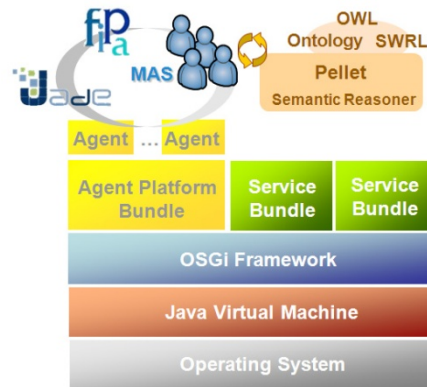 fipa
OWL
Ontology SWRL
MAS
Pellet
Jade
Semantic Reasoner
Agent ... Agent
Agent Platform
Bundle
Service
Bundle
Service
Bundle
OSGi Framework
Java Virtual Machine
Operating System